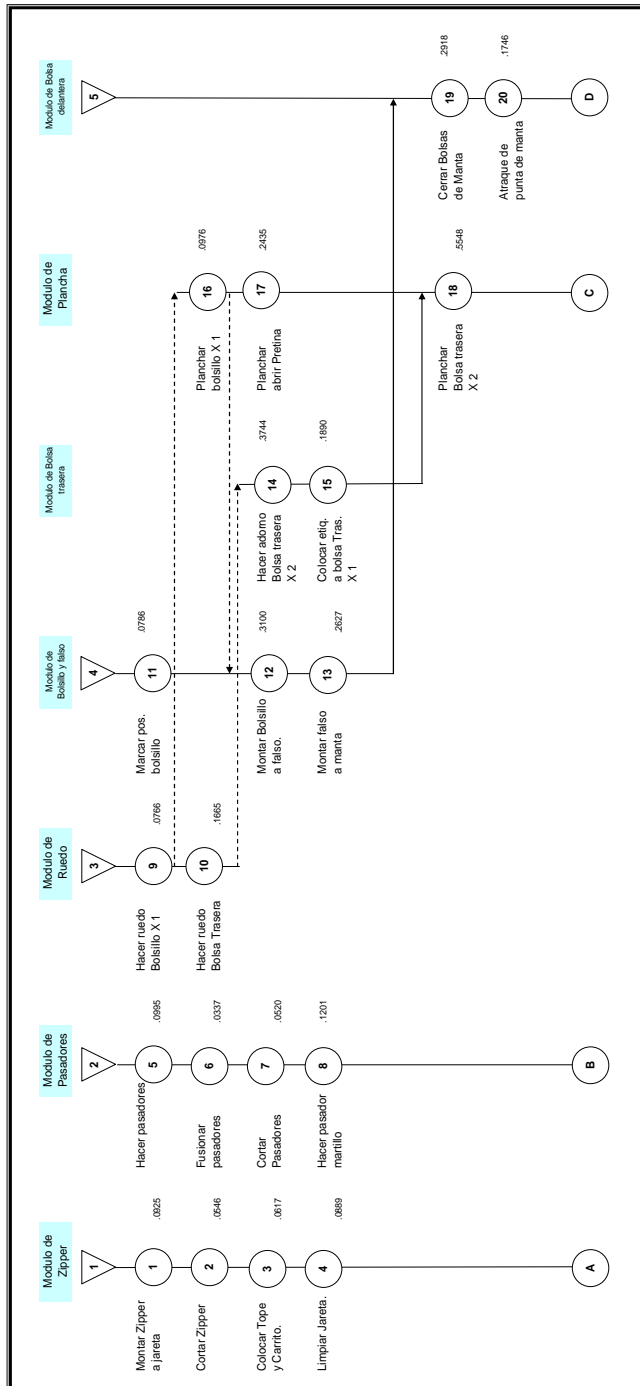 Modulo de
Zipper
1
Montar Zipper
a jareta
1
.0925
Cortar Zipper
2
.0546
Colocar Tope
y Carrito.
3
.0617
Limpiar Jareta.
4
.0889
A
Modulo de
Pasadores
2
Hacer pasadores
5
.0995
Fusionar
pasadores
6
.0337
Cortar
Pasadores
7
.0520
Hacer pasador
martillo
8
.1201
B
Modulo de
Ruedo
3
Hacer ruedo
Bolsillo X 1
9
.0766
Hacer ruedo
Bolsa Trasera
10
.1665
Modulo de
Bolsillo y falso
4
Marcar pos.
bolsillo
11
.0786
Montar Bolsillo
a falso.
12
.3100
Montar falso
a manta
13
.2627
Modulo de Bolsa
trasera
Hacer adorno
Bolsa trasera
X 2
14
.3744
Colocar etiq.
a bolsa Tras.
X 1
15
.1890
Modulo de
Plancha
Planchar
bolsillo X 1
16
.0976
Planchar
abrir Pretina
17
.2435
Planchar
Bolsa trasera
X 2
18
.5548
C
Modulo de Bolsa
delantera
5
Cerrar Bolsas
de Manta
19
.2918
Atraque de
punta de manta
20
.1746
D